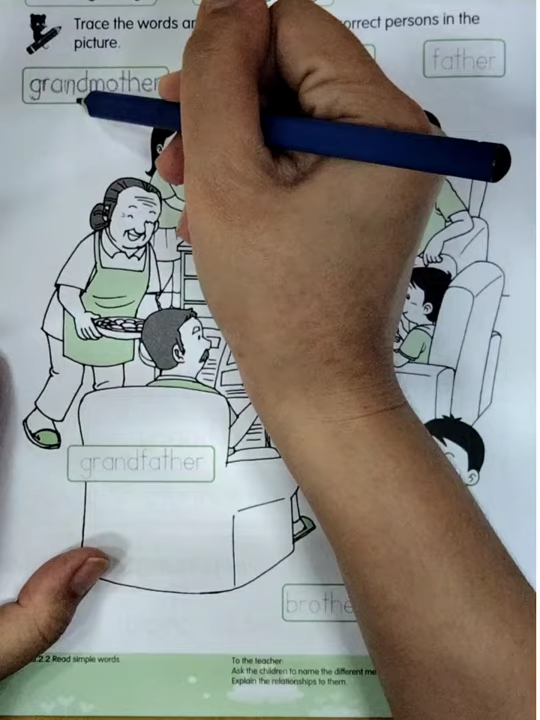 Trace the words
orrect persons in the
picture.
father
grandmother
grandfather
brothe
2.2 Read simple words
To the teacher:
Ask the children to name the different me
Explain the relationships to them.